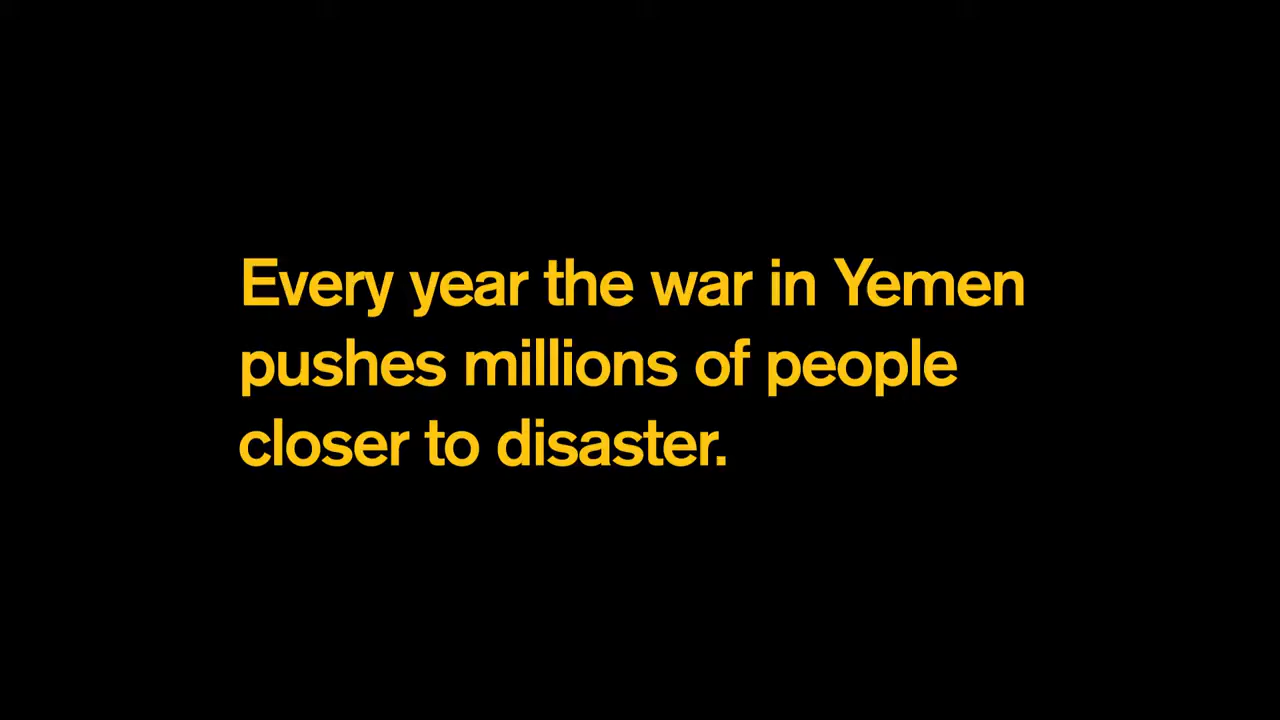 Every year the war in Yemen
pushes millions of people
closer to disaster.